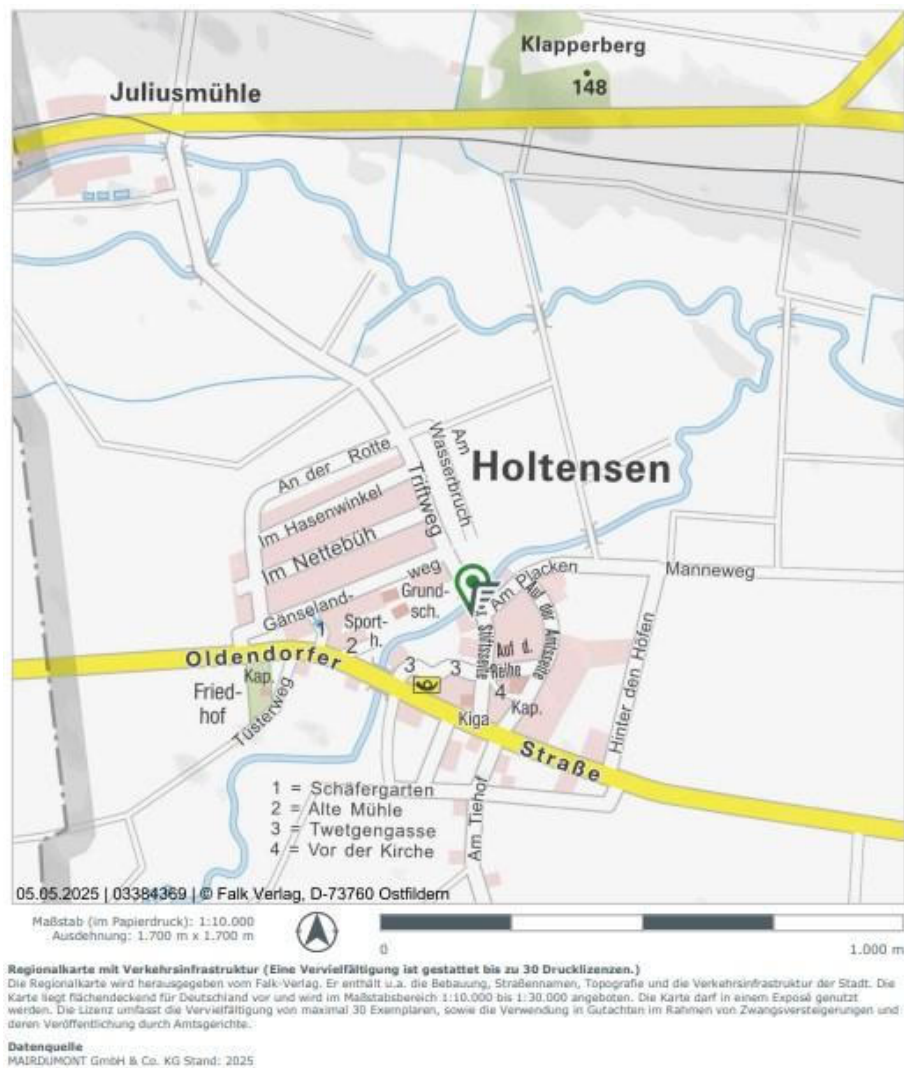 Klapperberg
148
Juliusmühle
Am
Wasserbruch
Holtensen
An der Rotte
Triftweg
Im Hasenwinkel
Im Nettebüh
weg
Gänseland-
Grund-
sch.
Am Placken
Manneweg
Auf der Amtseite
Stiftsseite
1
Sport-
h.
2
Auf d.
Reihe
Oldendorfer
3
3
4
Kap.
Kap.
Fried-
hof
Tüsterweg
Kiga
Hinter den Höfen
Straße
Am Tiehof
1 = Schäfergarten
2 = Alte Mühle
3 = Twetgengasse
4 = Vor der Kirche
05.05.2025 | 03384369 | © Falk Verlag, D-73760 Ostfildern
Maßstab (im Papierdruck): 1:10.000
Ausdehnung: 1.700 m x 1.700 m
0
1.000 m
Regionalkarte mit Verkehrsinfrastruktur (Eine Vervielfältigung ist gestattet bis zu 30 Drucklizenzen.)
Die Regionalkarte wird herausgegeben vom Falk-Verlag. Er enthält u.a. die Bebauung, Straßennamen, Topografie und die Verkehrsinfrastruktur der Stadt. Die
Karte liegt flächendeckend für Deutschland vor und wird im Maßstabsbereich 1:10.000 bis 1:30.000 angeboten. Die Karte darf in einem Exposé genutzt
werden. Die Lizenz umfasst die Vervielfältigung von maximal 30 Exemplaren, sowie die Verwendung in Gutachten im Rahmen von Zwangsversteigerungen und
deren Veröffentlichung durch Amtsgerichte.
Datenquelle
MAIRDUMONT GmbH & Co. KG Stand: 2025